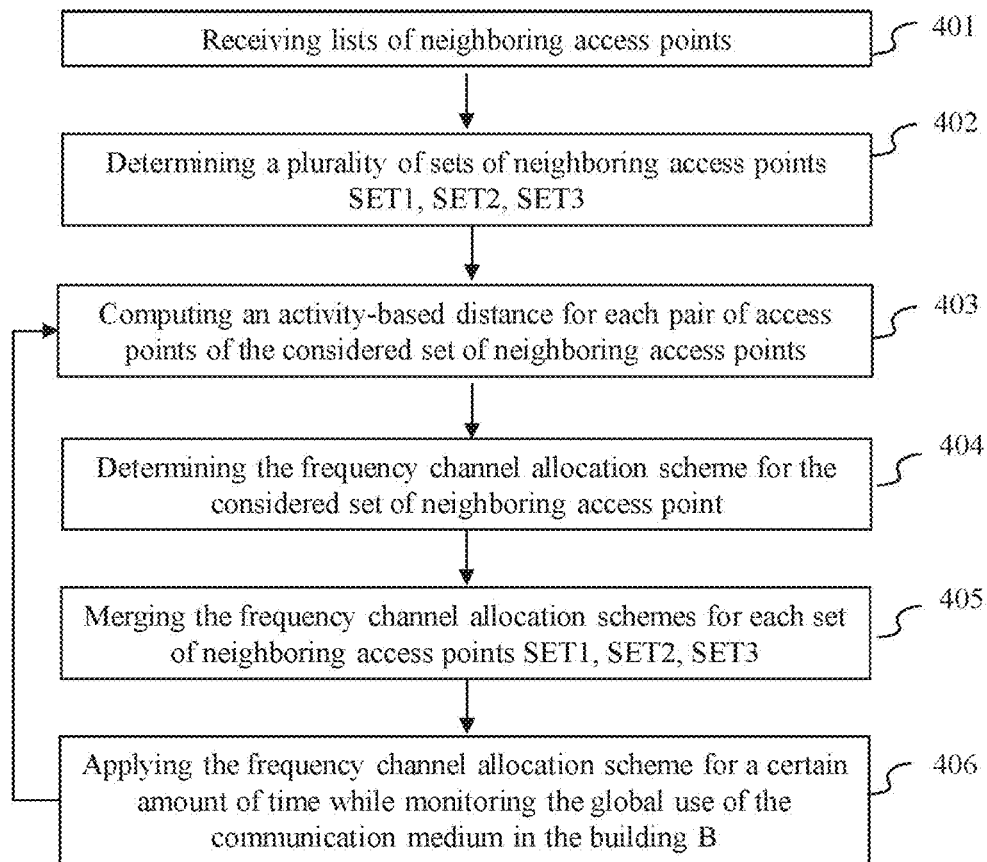 Receiving lists of neighboring access points
401
Determining a plurality of sets of neighboring access points
SET1, SET2, SET3
402
Computing an activity-based distance for each pair of access
points of the considered set of neighboring access points
403
Determining the frequency channel allocation scheme for the
considered set of neighboring access point
404
Merging the frequency channel allocation schemes for each set
of neighboring access points SET1, SET2, SET3
405
Applying the frequency channel allocation scheme for a certain
amount of time while monitoring the global use of the
communication medium in the building B
406